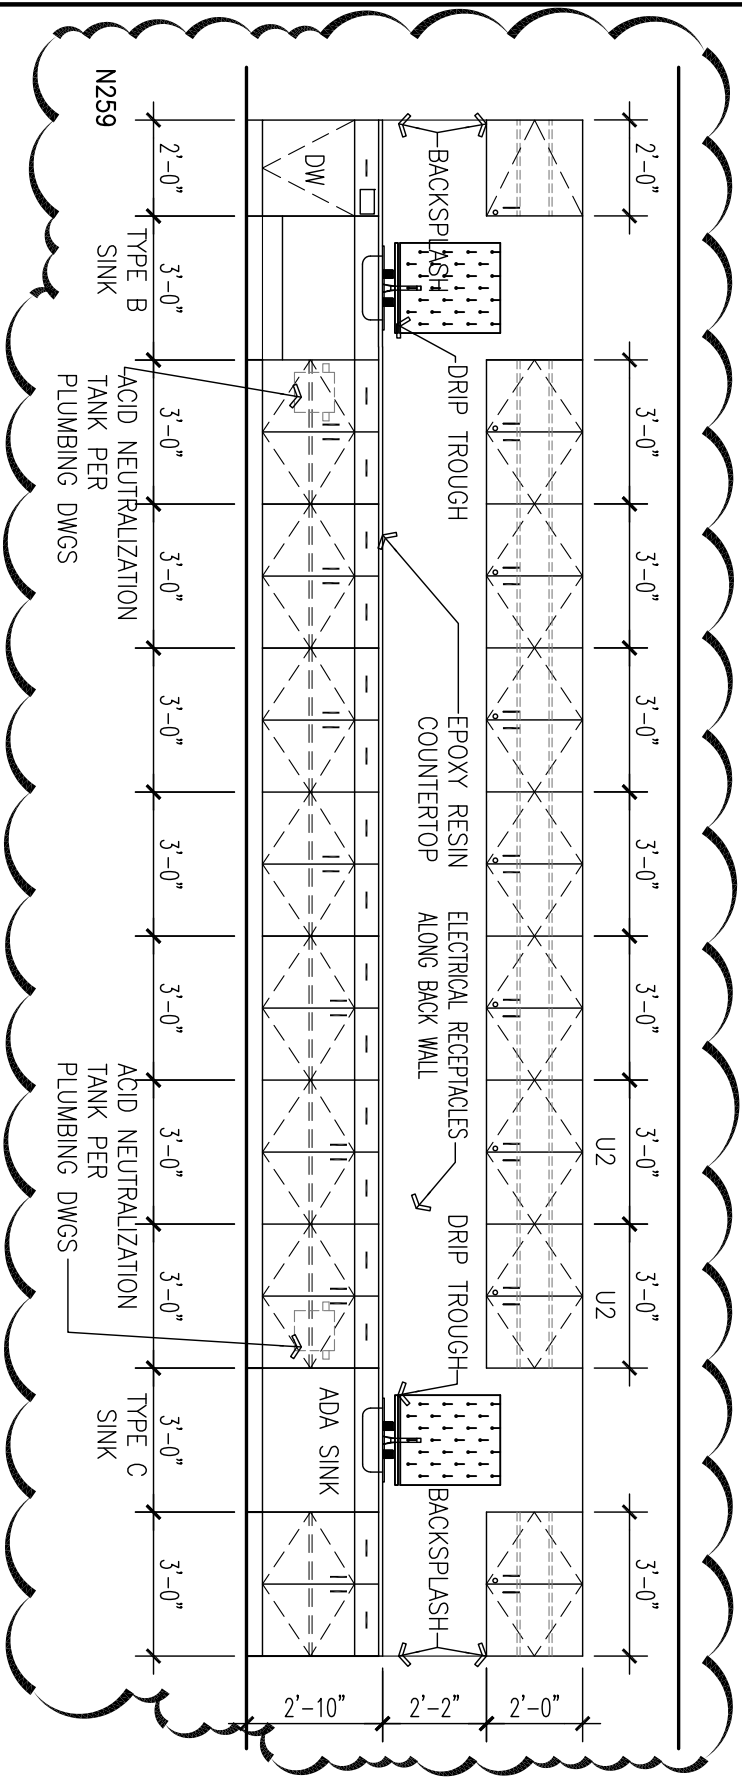 2'-0"
3'-0"
3'-0"
3'-0"
3'-0"
3'-0"
3'-0"
3'-0"
3'-0"
U2
U2
2'-0"
2'-2"
2'-10"
BACKSPLASH
DRIP TROUGH
EPOXY RESIN
COUNTERTOP
ELECTRICAL RECEPTACLES
ALONG BACK WALL
DRIP TROUGH
BACKSPLASH
DW
ADA SINK
2'-0"
3'-0"
3'-0"
3'-0"
3'-0"
3'-0"
3'-0"
3'-0"
3'-0"
3'-0"
3'-0"
TYPE B
SINK
ACID NEUTRALIZATION
TANK PER
PLUMBING DWGS
ACID NEUTRALIZATION
TANK PER
PLUMBING DWGS
TYPE C
SINK
N259